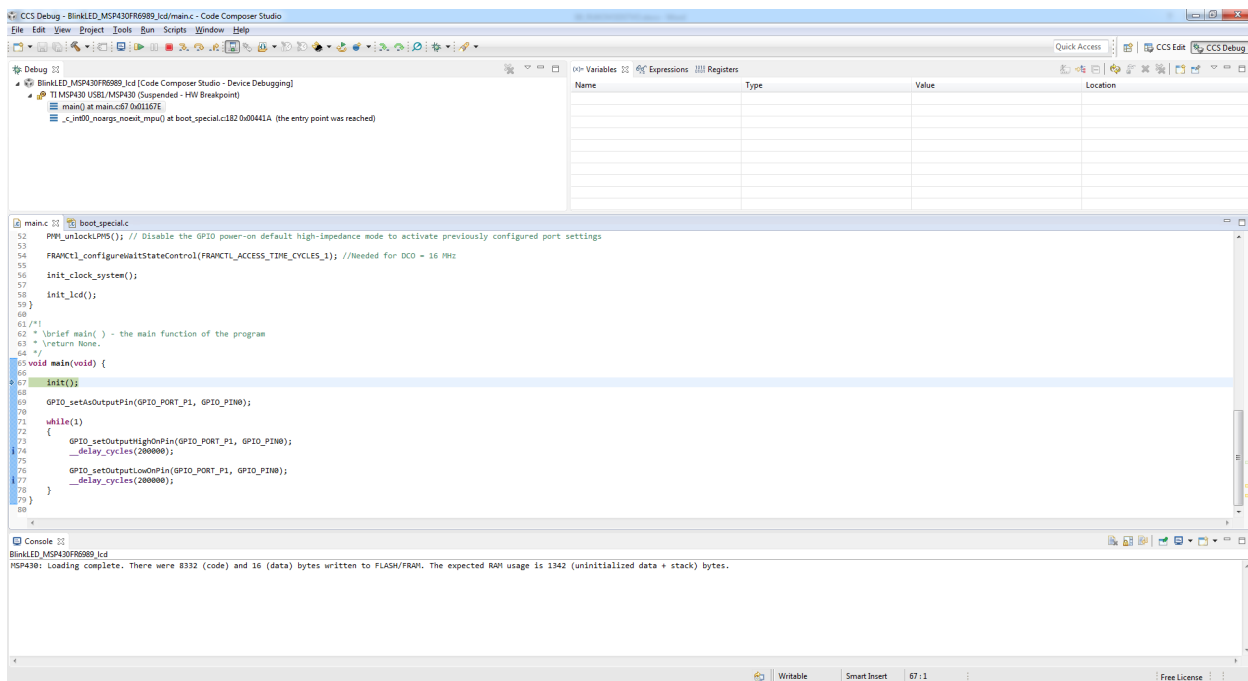 CCS Debug - BlinkLED_MSP430FR6989_lcd/main.c - Code Composer Studio
File Edit View Project Tools Run Scripts Window Help
Quick Access CCS Edit CCS Debug
Debug
BlinkLED_MSP430FR6989_lcd [Code Composer Studio - Device Debugging]
TI MSP430 USB1/MSP430 (Suspended - HW Breakpoint)
main() at main.c:67 0x01167E
_c_int00_noargs_noexit_mpu() at boot_special.c:182 0x00441A (the entry point was reached)
(x)= Variables Expressions Registers
Name Type Value Location
main.c boot_special.c
52 PMM_unlockLPM5(); // Disable the GPIO power-on default high-impedance mode to activate previously configured port settings
53
54 FRAMCtl_configureWaitStateControl(FRAMCTL_ACCESS_TIME_CYCLES_1); //Needed for DCO = 16 MHz
55
56 init_clock_system();
57
58 init_lcd();
59 }
60
61 /*!
62 * \brief main( ) - the main function of the program
63 * \return None.
64 */
65 void main(void) {
66
67 init();
68
69 GPIO_setAsOutputPin(GPIO_PORT_P1, GPIO_PIN0);
70
71 while(1)
72 {
73 GPIO_setOutputHighOnPin(GPIO_PORT_P1, GPIO_PIN0);
74 __delay_cycles(200000);
75
76 GPIO_setOutputLowOnPin(GPIO_PORT_P1, GPIO_PIN0);
77 __delay_cycles(200000);
78 }
79 }
80
Console
BlinkLED_MSP430FR6989_lcd
MSP430: Loading complete. There were 8332 (code) and 16 (data) bytes written to FLASH/FRAM. The expected RAM usage is 1342 (uninitialized data + stack) bytes.
Writable Smart Insert 67 : 1 Free License